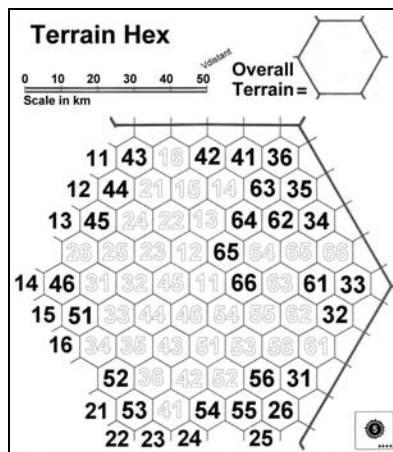 Terrain Hex
Vdistant
0 10 20 30 40 50
Scale in km
Overall
Terrain=
11 43 16 42 41 36
12 44 21 15 14 63 35
13 45 24 22 13 64 62 34
26 25 23 12 65 64 65 66
14 46 31 32 45 11 66 63 61 33
15 51 33 44 46 54 55 62 32
16 34 35 43 51 53 56 61
52 36 42 52 56 31
21 53 41 54 55 26
22 23 24 25
5